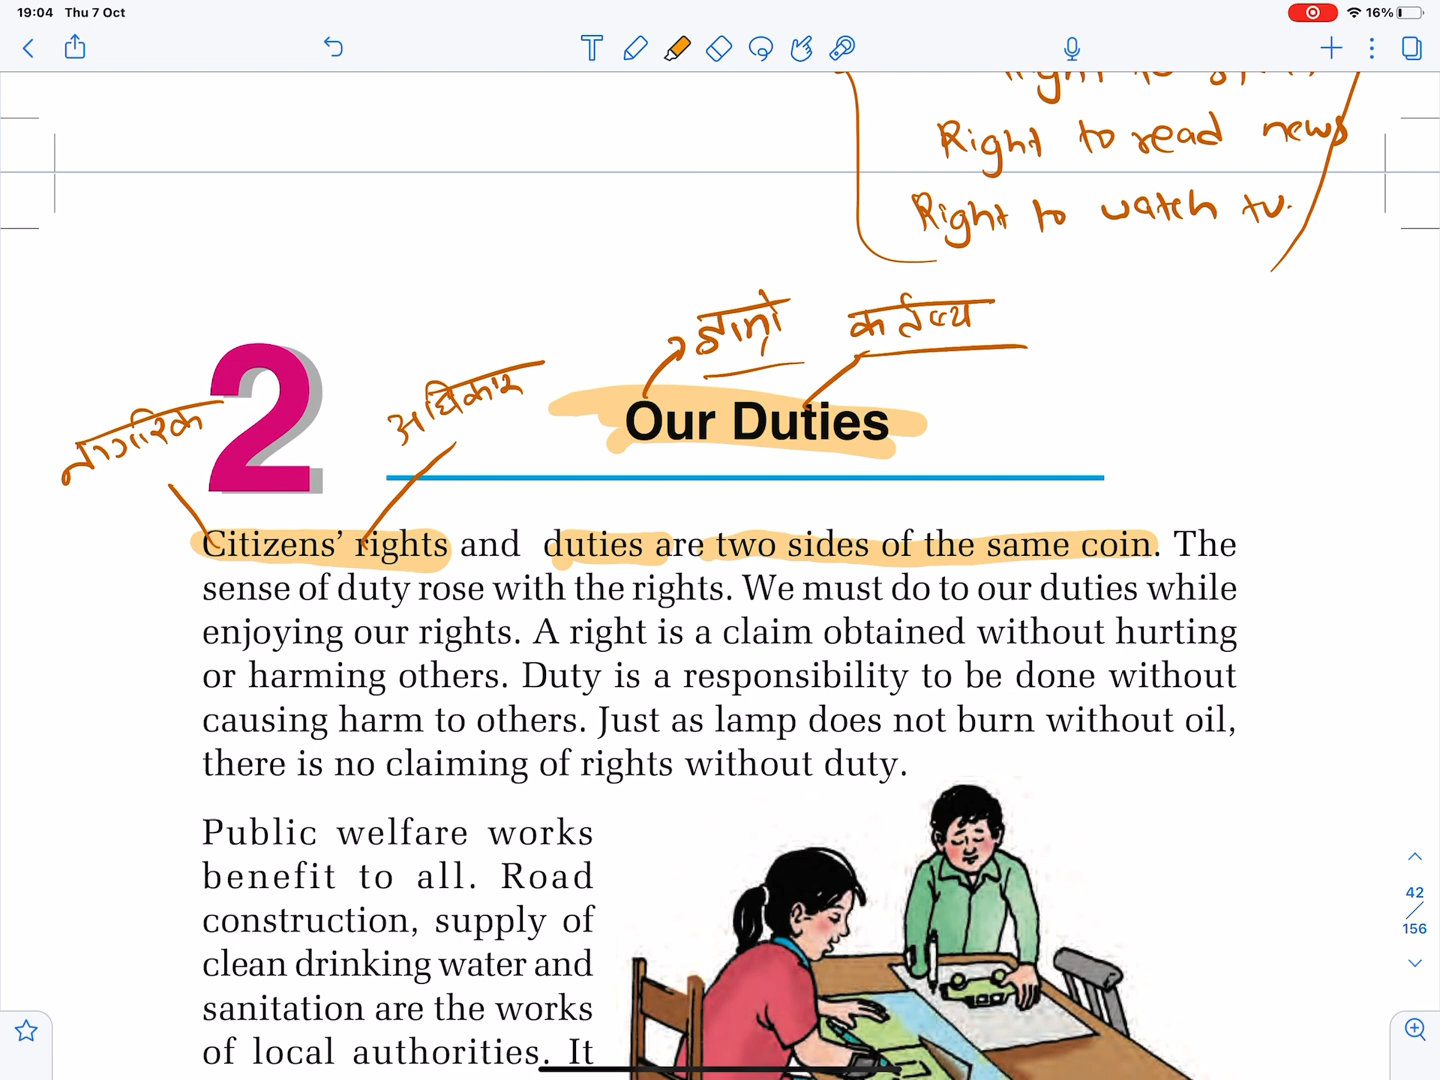 19:04 Thu 7 Oct
16%
Right to read news
Right to watch tv.
हाम्रो कर्तव्य
नागरिक
अधिकार
2
Our Duties
Citizens’ rights and duties are two sides of the same coin. The
sense of duty rose with the rights. We must do to our duties while
enjoying our rights. A right is a claim obtained without hurting
or harming others. Duty is a responsibility to be done without
causing harm to others. Just as lamp does not burn without oil,
there is no claiming of rights without duty.
Public welfare works
benefit to all. Road
construction, supply of
clean drinking water and
sanitation are the works
of local authorities. It
42
156